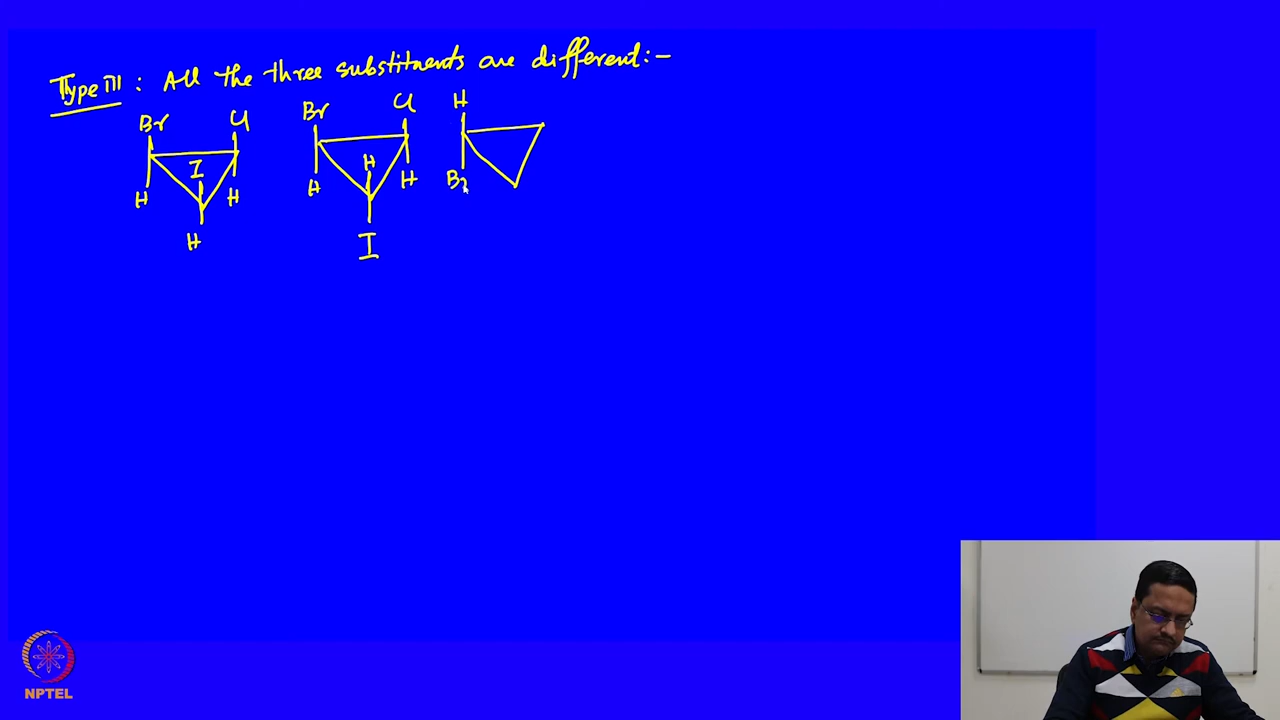 Type III : All the three substituents are different:-
Br Cl Br Cl H
I H
H H H H Br
H I
NPTEL